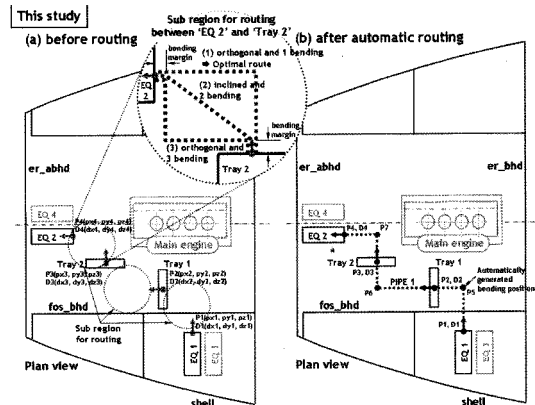 This study
Sub region for routing
between 'EQ 2' and 'Tray 2'
(a) before routing
(b) after automatic routing
bending
margin
(1) orthogonal and 1 bending
Optimal route
EQ
2
(2) inclined and
2 bending
bending
margin
(3) orthogonal and
3 bending
Tray 2
er_abhd
er_abhd
er_bhd
EQ 4
P4(px4, py4, pz4)
D4(dx4, dy4, dz4)
EQ 2
Main engine
EQ 4
P4, D4
P7
EQ 2
Main engine
Tray 2
Tray 1
P3(px3, py3, pz3)
D3(dx3, dy3, dz3)
P2(px2, py2, pz2)
D2(dx2, dy2, dz2)
Tray 2
Tray 1
P3, D3
P2, D2
Automatically
generated
bending position
P6
PIPE 1
P5
fos_bhd
fos_bhd
Sub region
for routing
P1(px1, py1, pz1)
D1(dx1, dy1, dz1)
P1, D1
EQ 1
EQ 1
EQ 3
Plan view
Plan view
shell
shell